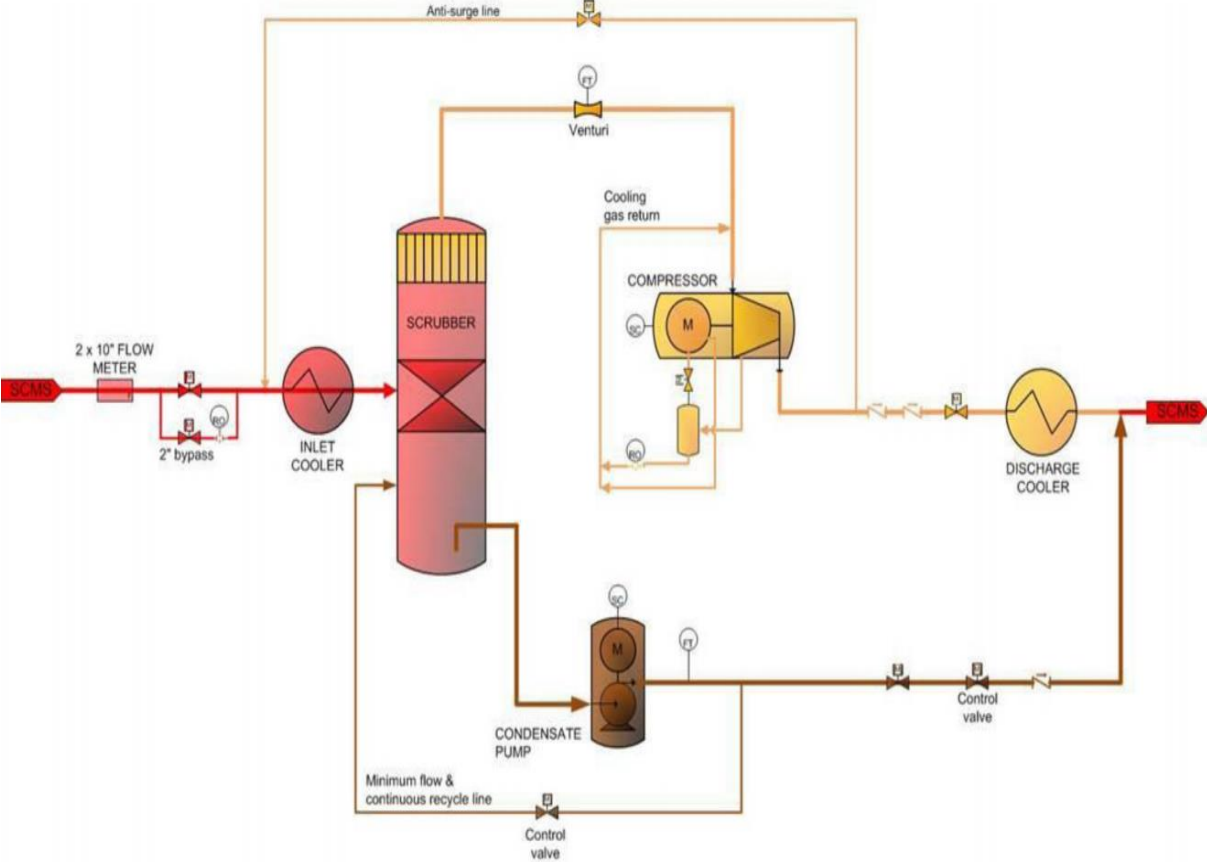 Anti-surge line
M
FT
Venturi
Cooling
gas return
COMPRESSOR
SC
M
SCRUBBER
2 x 10" FLOW
METER
SCMS
M
M
RO
2" bypass
INLET
COOLER
M
RO
M
SCMS
DISCHARGE
COOLER
SC
M
FT
M
M
Control
valve
CONDENSATE
PUMP
Minimum flow &
continuous recycle line
M
Control
valve